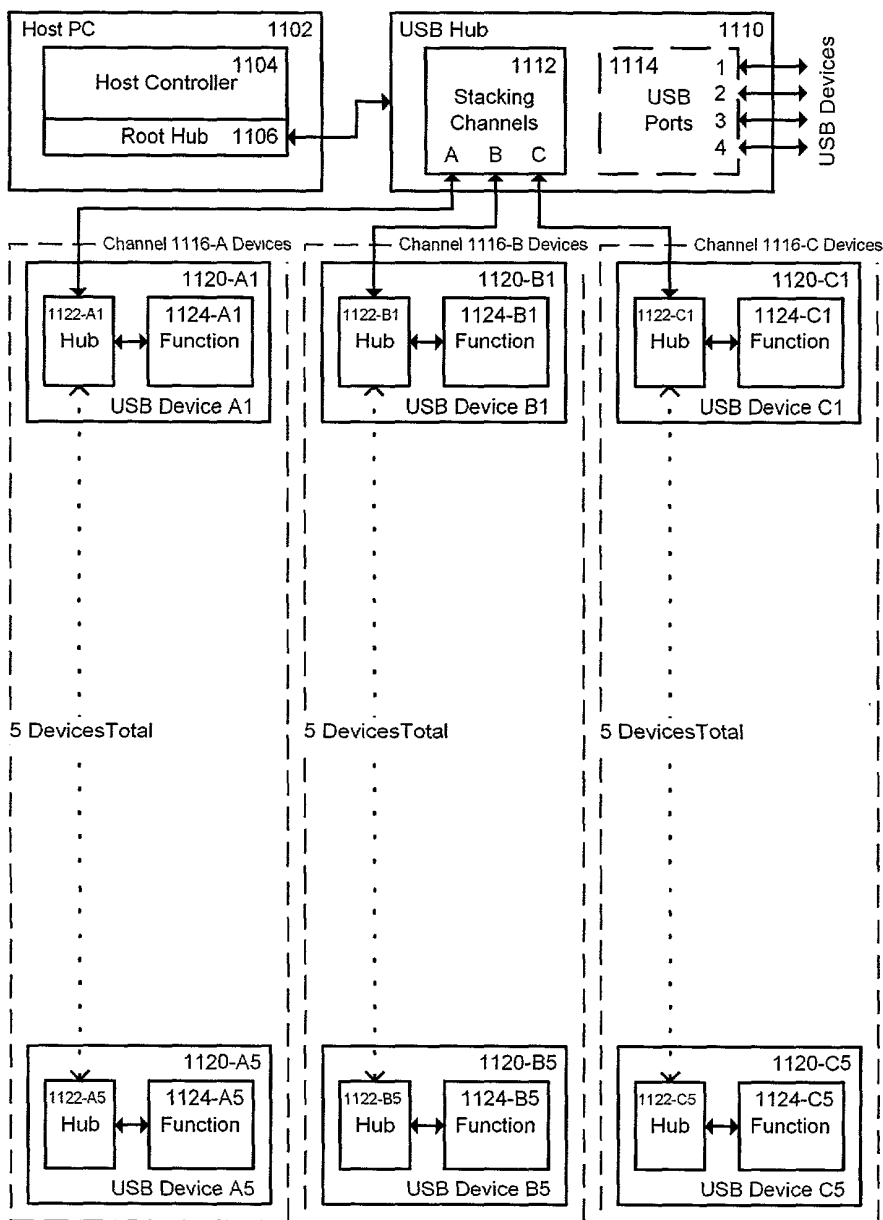 Host PC 1102
1104
Host Controller
Root Hub 1106
USB Hub 1110
1112
Stacking
Channels
A B C
1114
USB
Ports
1
2
3
4
USB Devices
Channel 1116-A Devices
1120-A1
1122-A1
Hub
1124-A1
Function
USB Device A1
5 DevicesTotal
1120-A5
1122-A5
Hub
1124-A5
Function
USB Device A5
Channel 1116-B Devices
1120-B1
1122-B1
Hub
1124-B1
Function
USB Device B1
5 DevicesTotal
1120-B5
1122-B5
Hub
1124-B5
Function
USB Device B5
Channel 1116-C Devices
1120-C1
1122-C1
Hub
1124-C1
Function
USB Device C1
5 DevicesTotal
1120-C5
1122-C5
Hub
1124-C5
Function
USB Device C5